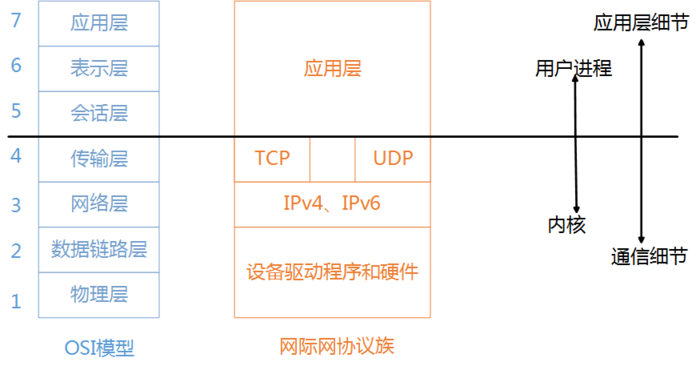 7 应用层
6 表示层
5 会话层
4 传输层
3 网络层
2 数据链路层
1 物理层
OSI模型
应用层
TCP UDP
IPv4、IPv6
设备驱动程序和硬件
网际网协议族
应用层细节
用户进程
内核
通信细节